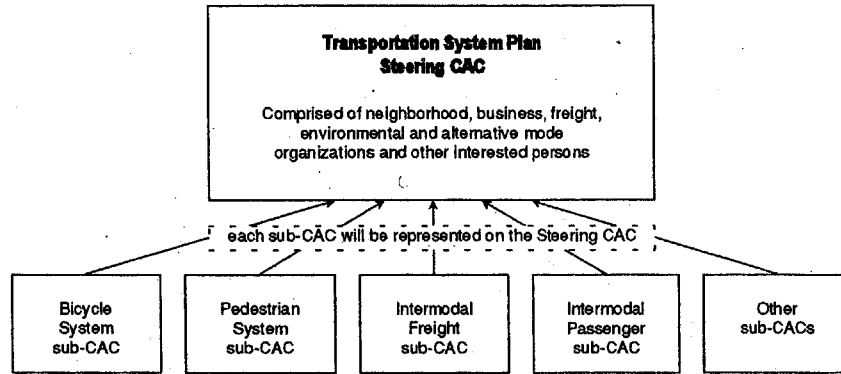 Transportation System Plan
Steering CAC
Comprised of neighborhood, business, freight,
environmental and alternative mode
organizations and other interested persons
each sub-CAC will be represented on the Steering CAC
Bicycle
System
sub-CAC
Pedestrian
System
sub-CAC
Intermodal
Freight
sub-CAC
Intermodal
Passenger
sub-CAC
Other
sub-CACs